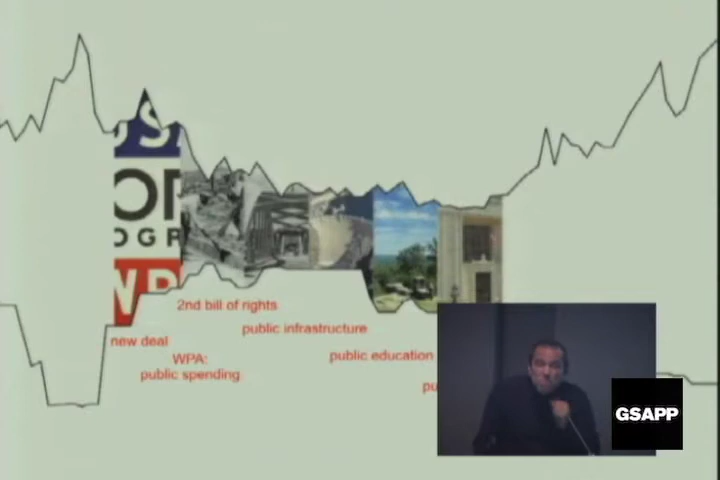 2nd bill of rights
public infrastructure
new deal
public education
WPA:
public spending
GSAPP